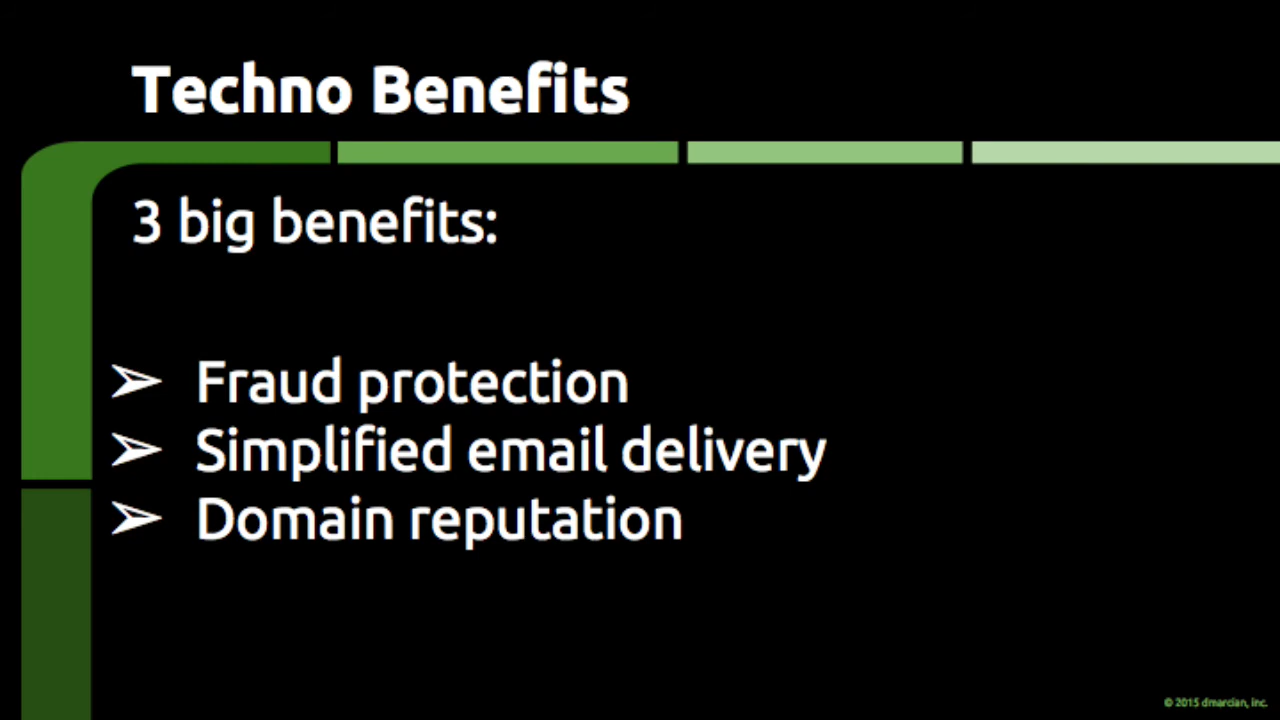 Techno Benefits
3 big benefits:
➢ Fraud protection
➢ Simplified email delivery
➢ Domain reputation
© 2015 dmarcian, inc.